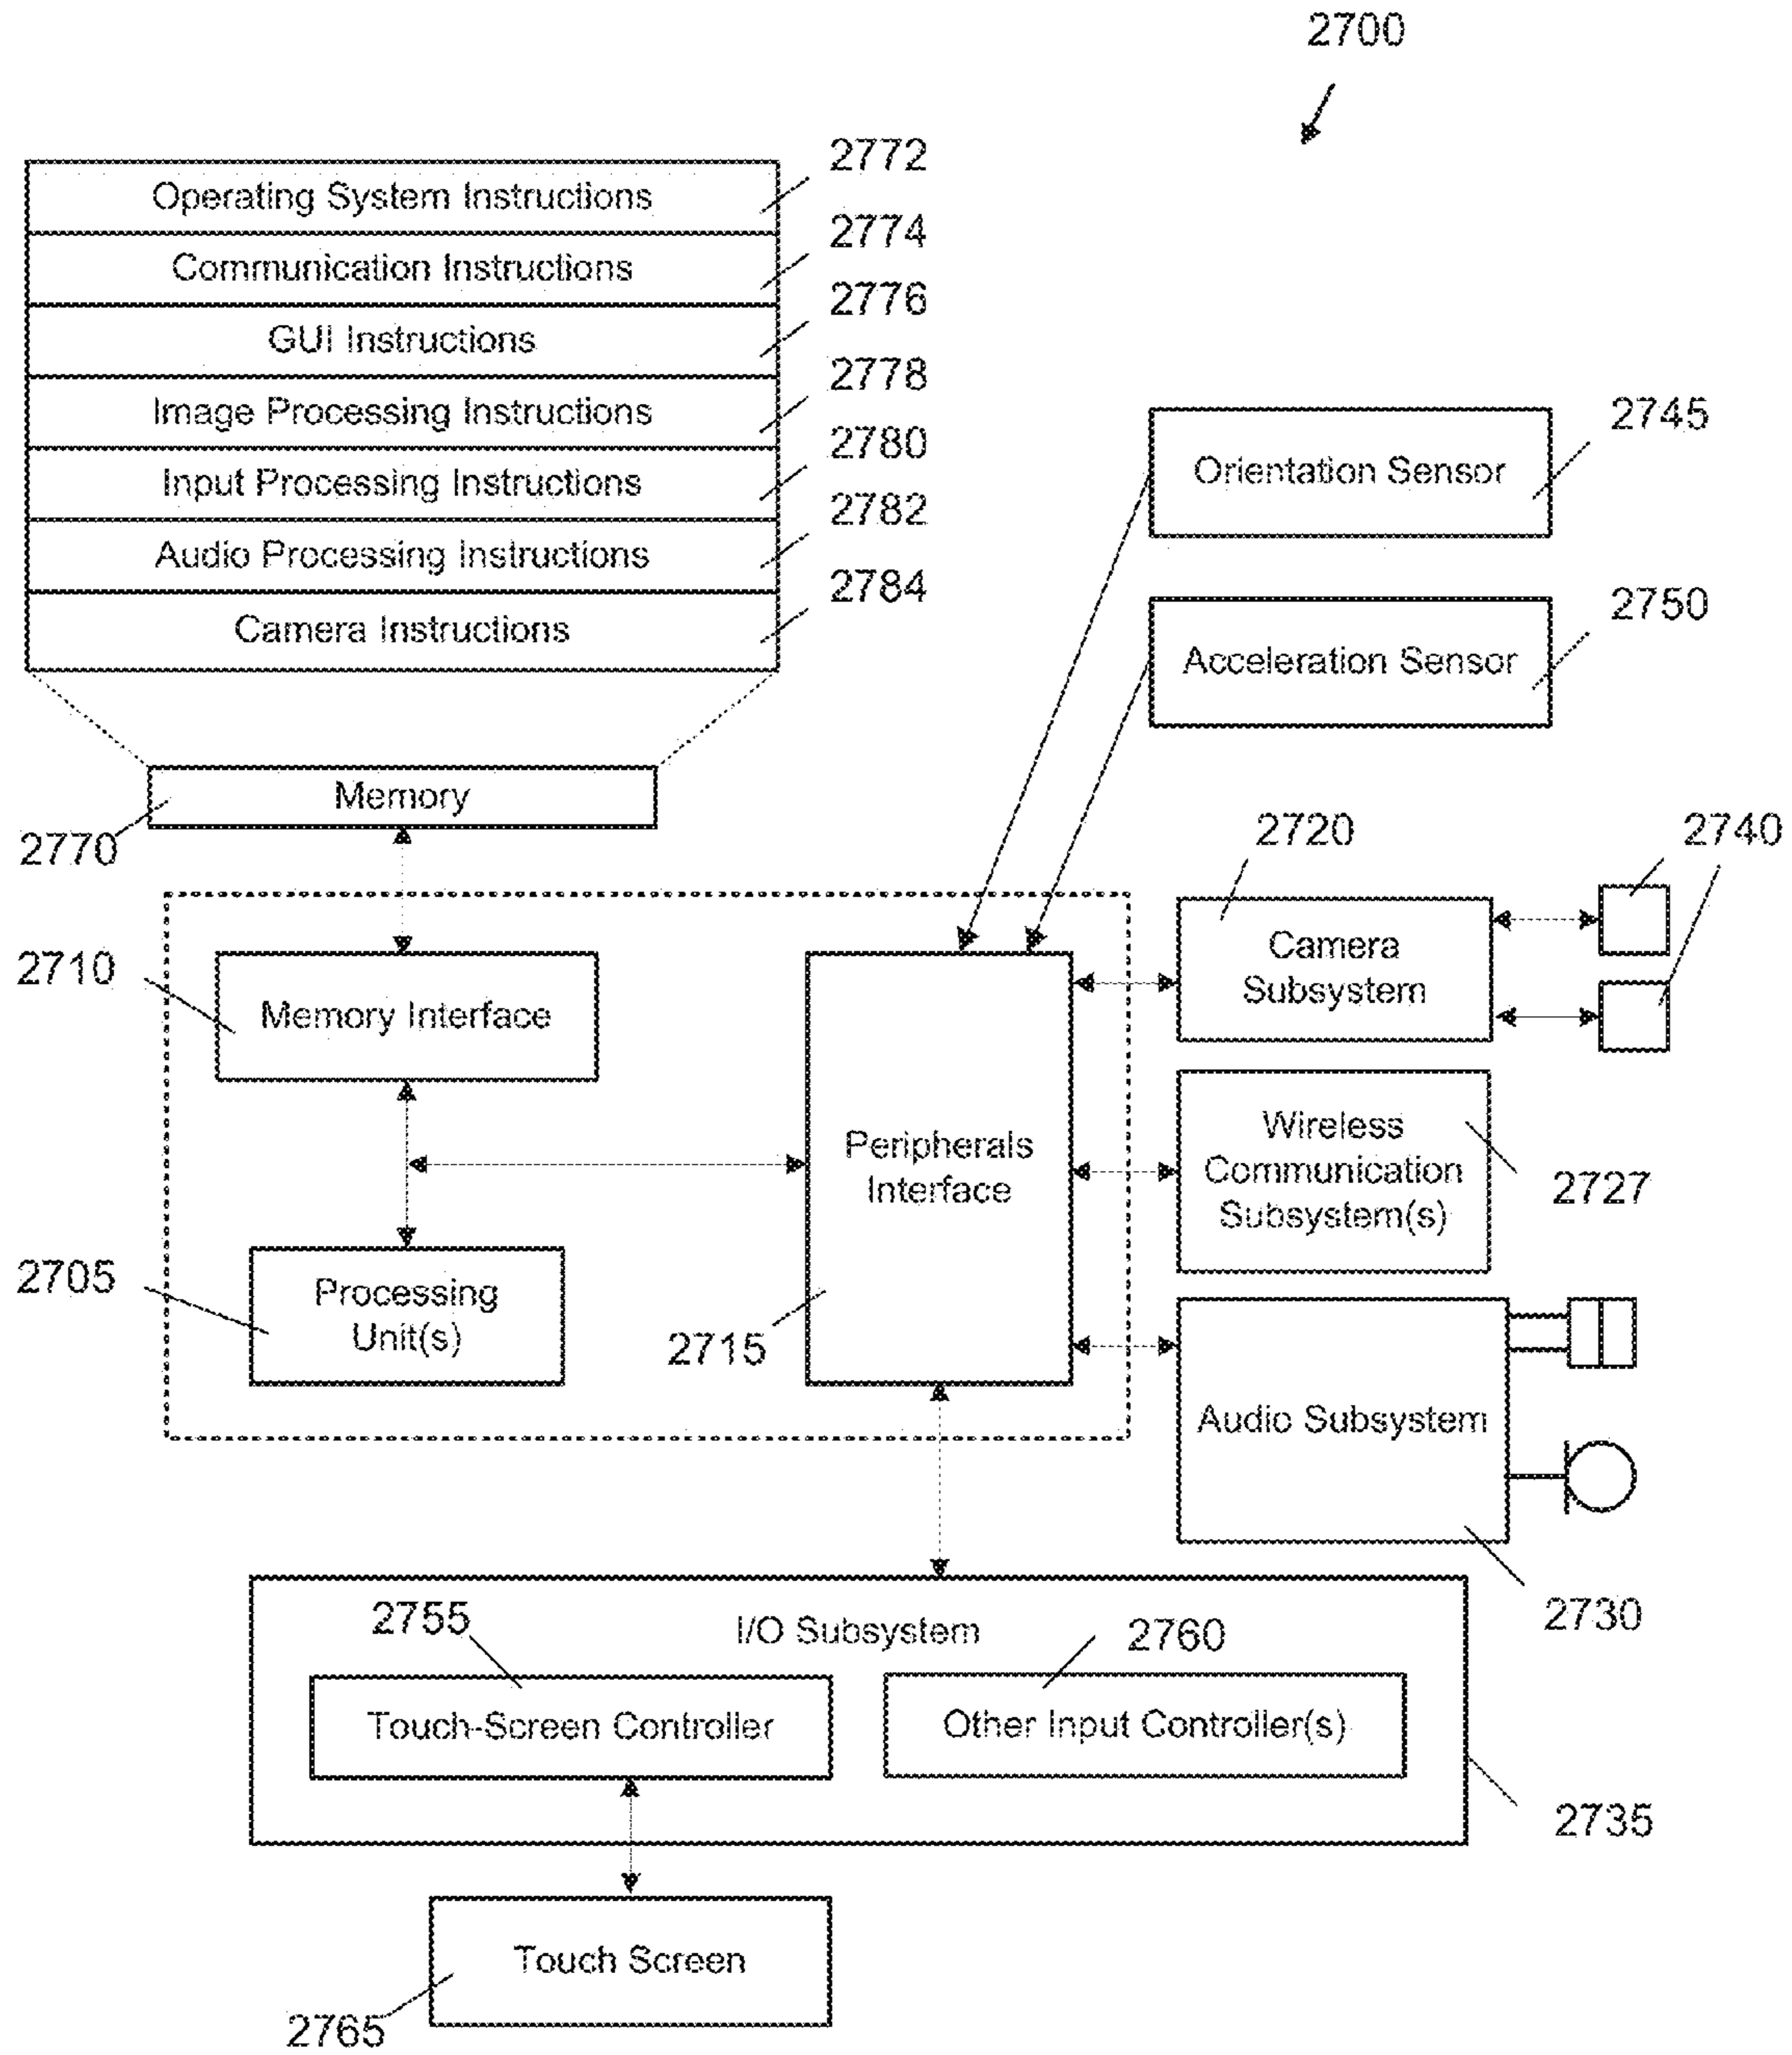 2700
2772
Operating System Instructions
2774
Communication Instructions
2776
GUI Instructions
2778
Image Processing Instructions
2780
Input Processing Instructions
2782
Audio Processing Instructions
2784
Camera Instructions
2745
Orientation Sensor
2750
Acceleration Sensor
Memory
2770
2720
2740
Camera
Subsystem
2710
Memory Interface
Peripherals
Interface
Wireless
Communication
Subsystem(s)
2727
2705
Processing
Unit(s)
2715
Audio Subsystem
2730
2755
I/O Subsystem
2760
Touch-Screen Controller
Other Input Controller(s)
2735
Touch Screen
2765